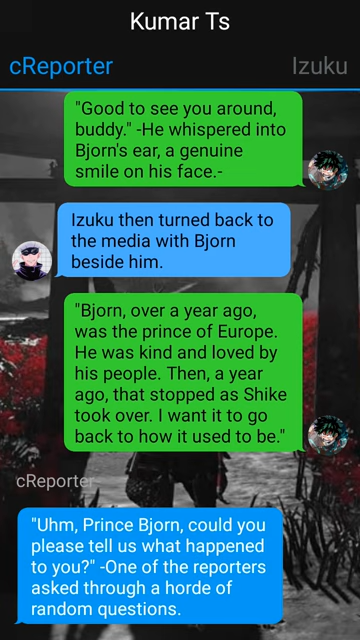 Kumar Ts
cReporter
Izuku
"Good to see you around,
buddy." -He whispered into
Bjorn's ear, a genuine
smile on his face.-
Izuku then turned back to
the media with Bjorn
beside him.
"Bjorn, over a year ago,
was the prince of Europe.
He was kind and loved by
his people. Then, a year
ago, that stopped as Shike
took over. I want it to go
back to how it used to be."
cReporter
"Uhm, Prince Bjorn, could you
please tell us what happened
to you?" -One of the reporters
asked through a horde of
random questions.